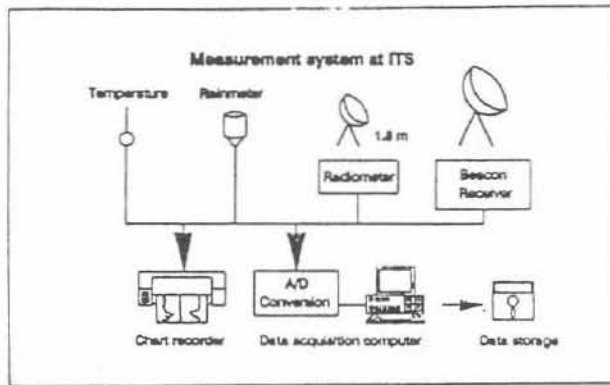 Measurement system at ITS
Temperature
Rainmeter
1.8 m
Radiometer
Beacon
Receiver
A/D
Conversion
Chart recorder
Data acquisition computer
Data storage